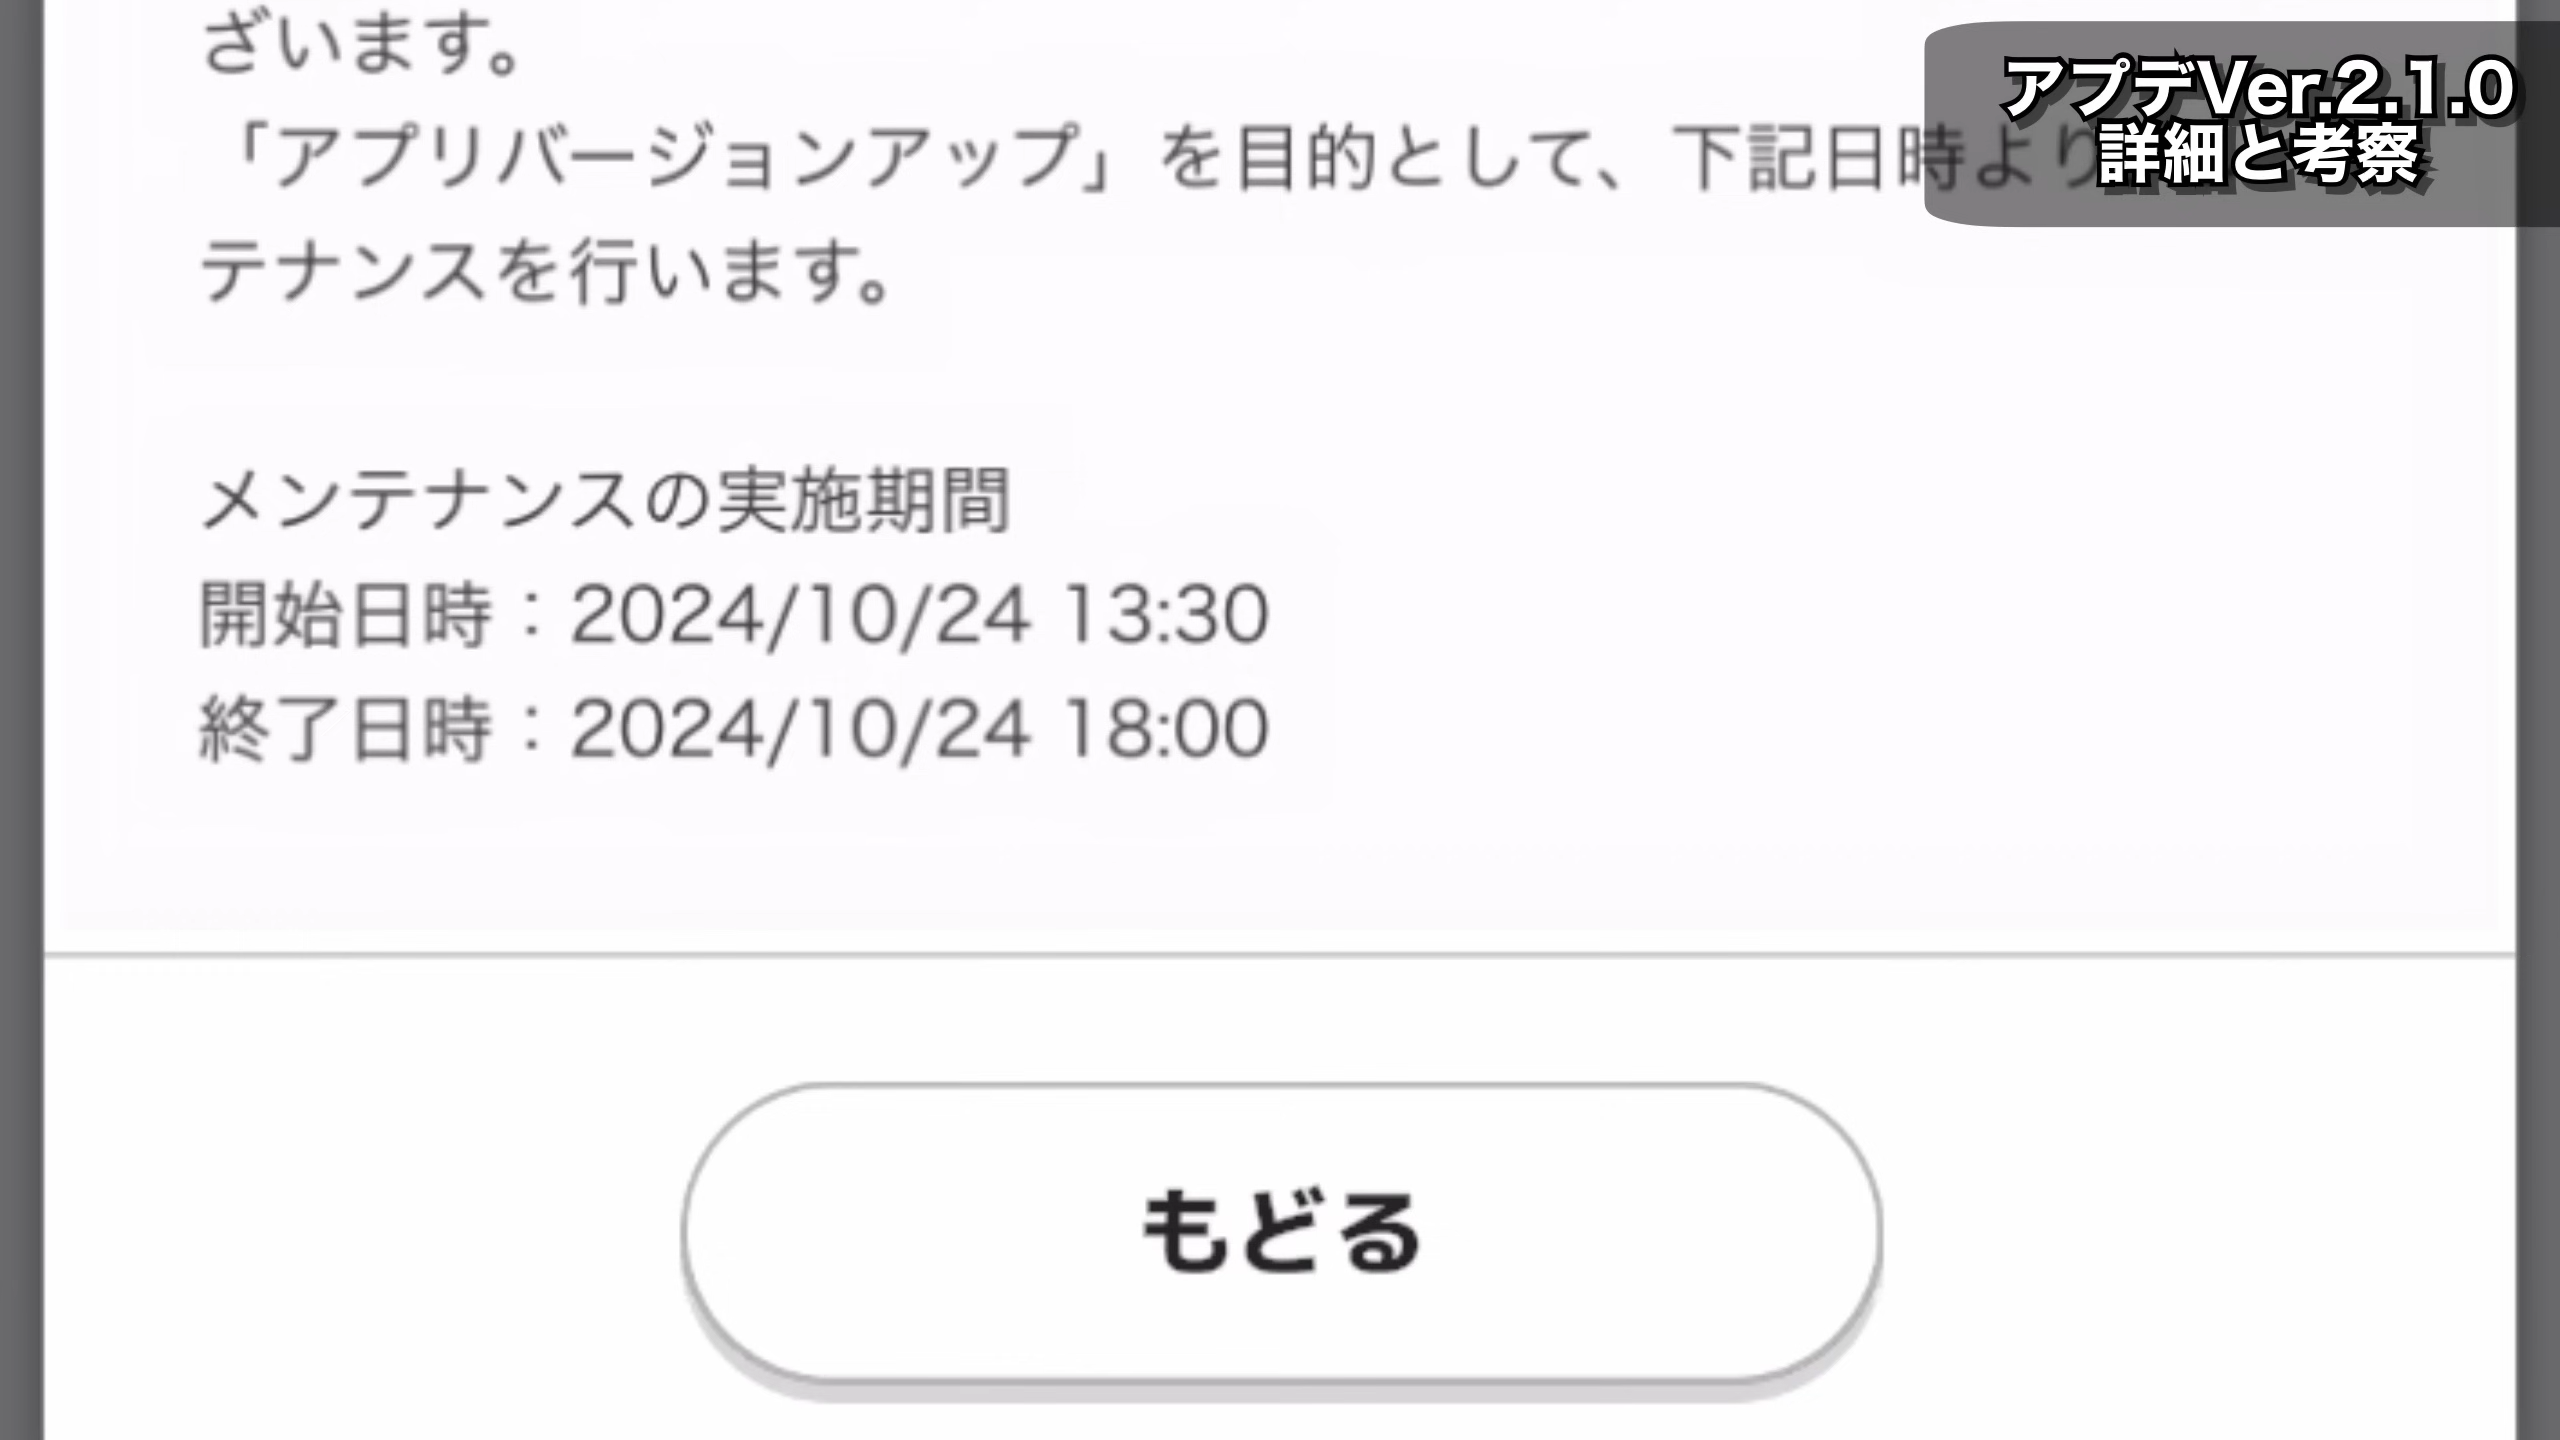 ざいます。
「アプリバージョンアップ」を目的として、下記日時より
テナンスを行います。
メンテナンスの実施期間
開始日時：2024/10/24 13:30
終了日時：2024/10/24 18:00
もどる
アプデVer.2.1.0
詳細と考察